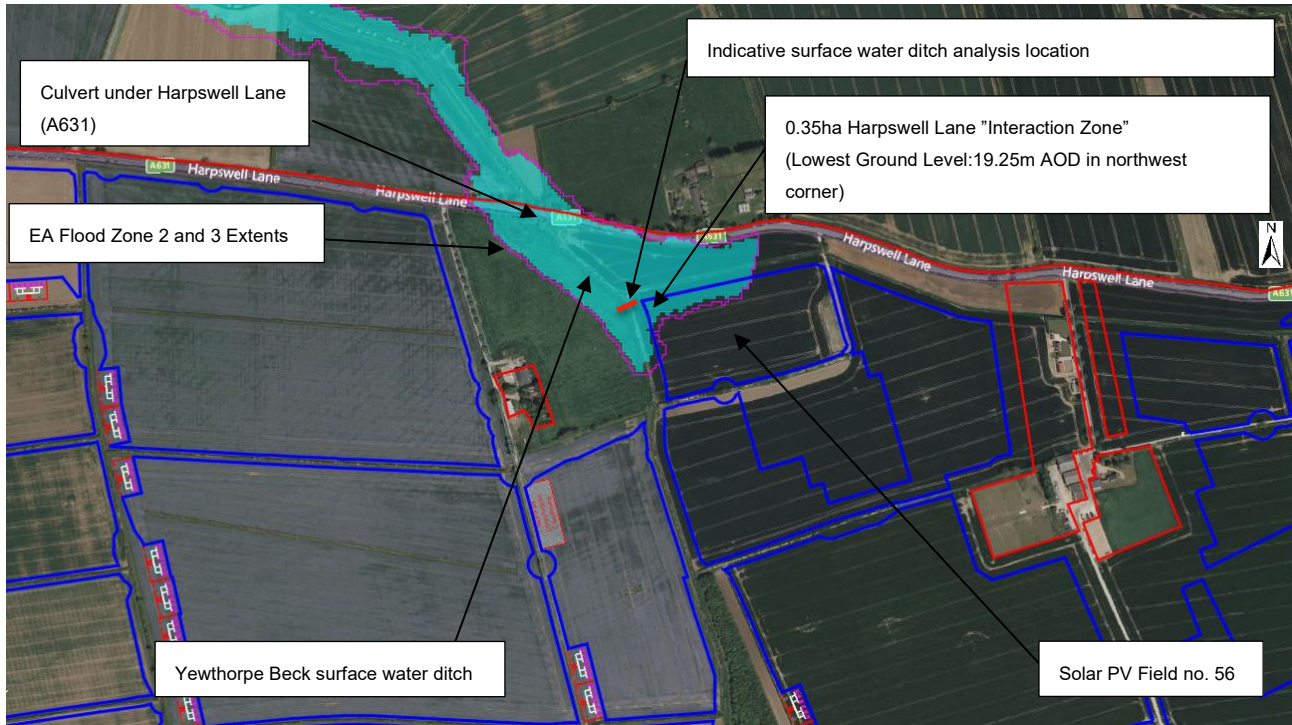 Indicative surface water ditch analysis location
Culvert under Harpswell Lane
(A631)
0.35ha Harpswell Lane ”Interaction Zone”
(Lowest Ground Level:19.25m AOD in northwest
corner)
A631
Harpswell Lane
Harpswell Lane
A631
A631
Harpswell Lane
Harpswell Lane
A631
EA Flood Zone 2 and 3 Extents
N
Yewthorpe Beck surface water ditch
Solar PV Field no. 56